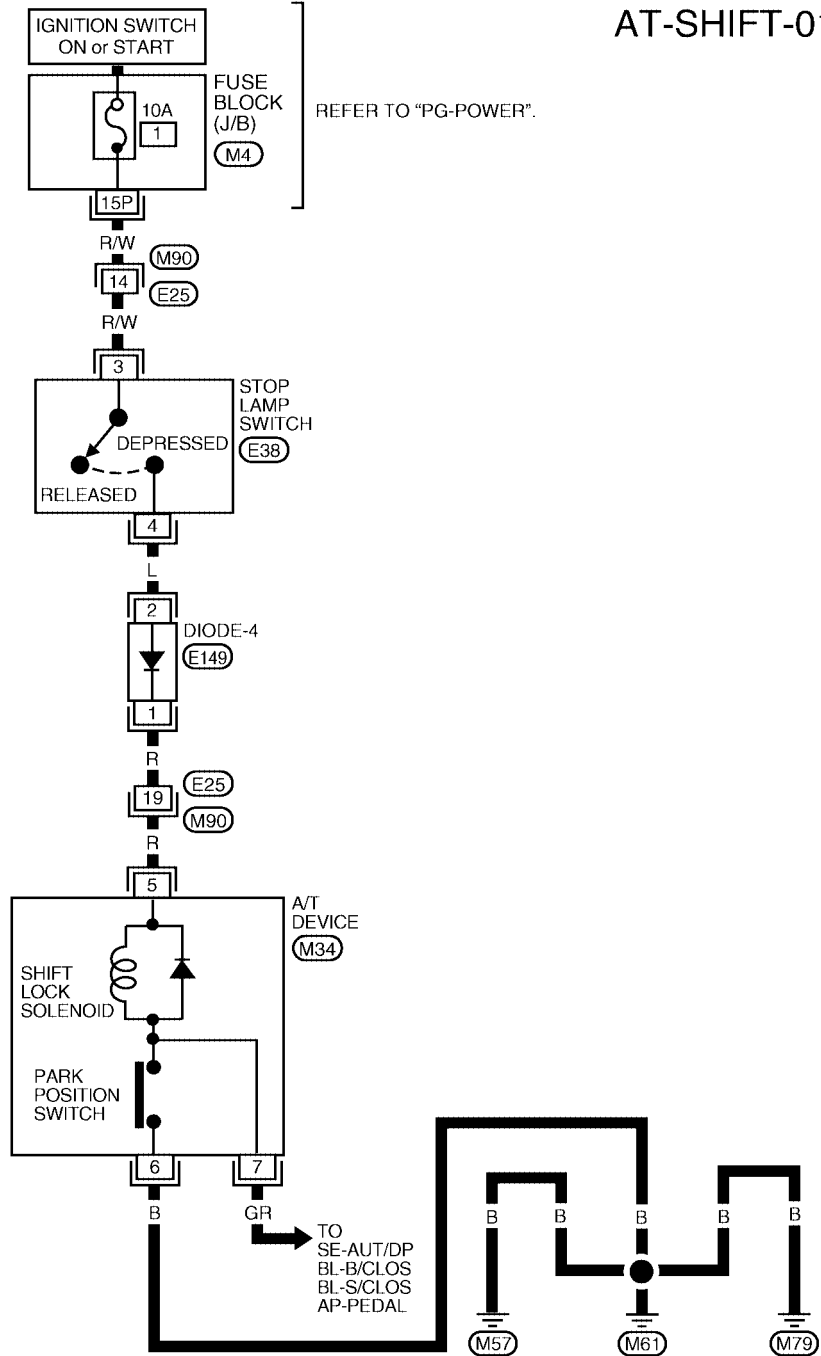 AT-SHIFT-01
IGNITION SWITCH
ON or START
FUSE
BLOCK
(J/B)
M4
10A
1
REFER TO “PG-POWER”.
15P
R/W
M90
14
E25
R/W
3
STOP
LAMP
SWITCH
E38
DEPRESSED
RELEASED
4
L
2
DIODE-4
E149
1
R
E25
19
M90
R
5
A/T
DEVICE
M34
SHIFT
LOCK
SOLENOID
PARK
POSITION
SWITCH
6
7
B
GR
TO
SE-AUT/DP
BL-B/CLOS
BL-S/CLOS
AP-PEDAL
B
B
B
B
B
M57
M61
M79